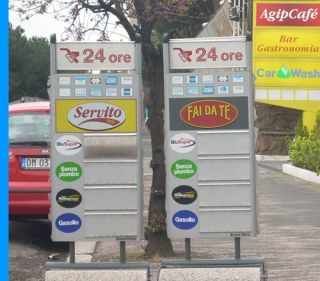 24 ore
Servito
BluSuper
Senza
piombo
Gasolio
24 ore
FAI DA TE
BluSuper
Senza
piombo
Gasolio
AgipCafé
Bar
Gastronomia
Car Wash
DM 03